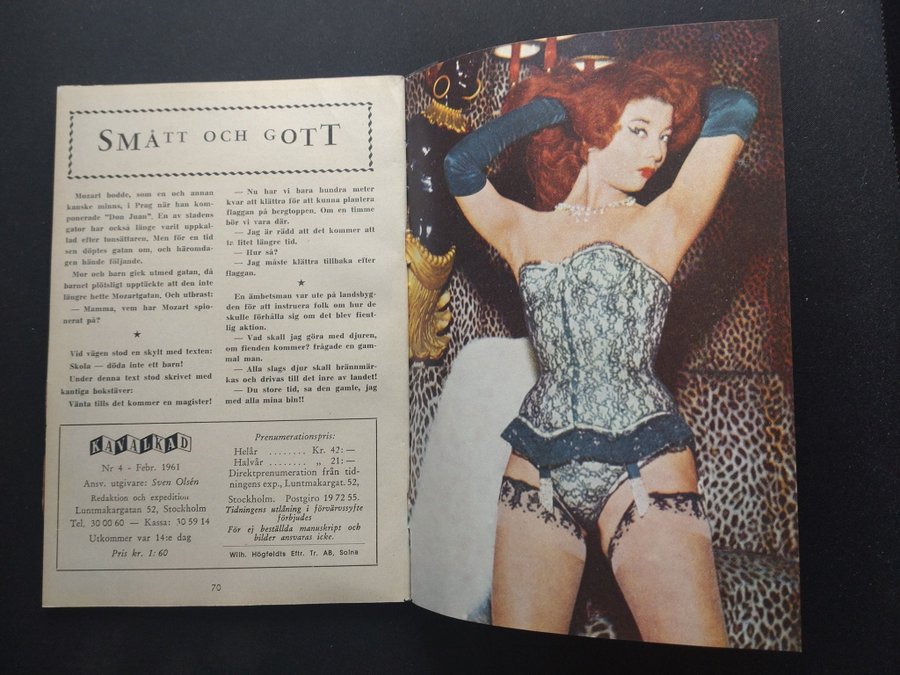 SMÅTT OCH GOTT
Mozart bodde, som en och annan
kanske minns, i Prag när han kom-
ponerade "Don Juan". En av stadens
gator har också länge varit uppkal-
lad efter tonsättaren. Men för en tid
sen döptes gatan om, och häromda-
gen hände följande.
Mor och barn gick utmed gatan, då
barnet plötsligt upptäckte att den inte
längre hette Mozartgatan. Och utbrast:
— Mamma, vem har Mozart spio-
nerat på?
★
Vid vägen stod en skylt med texten:
Skola — döda inte ett barn!
Under denna text stod skrivet med
kantiga bokstäver:
Vänta tills det kommer en magister!
— Nu har vi bara hundra meter
kvar att klättra för att kunna plantera
flaggan på bergtoppen. Om en timme
bör vi vara där.
— Jag är rädd att det kommer att
ta litet längre tid.
— Hur så?
— Jag måste klättra tillbaka efter
flaggan.
★
En ämbetsman var ute på landsbyg-
den för att instruera folk om hur de
skulle förhålla sig om det blev fient-
lig aktion.
— Vad skall jag göra med djuren,
om fienden kommer? frågade en gam-
mal man.
— Alla slags djur skall brännmär-
kas och drivas till det inre av landet!
— Du store tid, sa den gamle, jag
med alla mina bin!!
KAVALKAD
Nr 4 - Febr. 1961
Ansv. utgivare: Sven Olsén
Redaktion och expedition
Luntmakargatan 52, Stockholm
Tel. 30 00 60 — Kassa: 30 59 14
Utkommer var 14:e dag
Pris kr. 1:60
Prenumerationspris:
Helår ........ Kr. 42:—
Halvår ........ „ 21:—
Direktprenumeration från tid-
ningens exp., Luntmakargat. 52,
Stockholm. Postgiro 19 72 55.
Tidningens utlåning i förvärvssyfte
förbjudes
För ej beställda manuskript och
bilder ansvaras icke.
Wilh. Högfeldts Eftr. Tr. AB, Solna
70